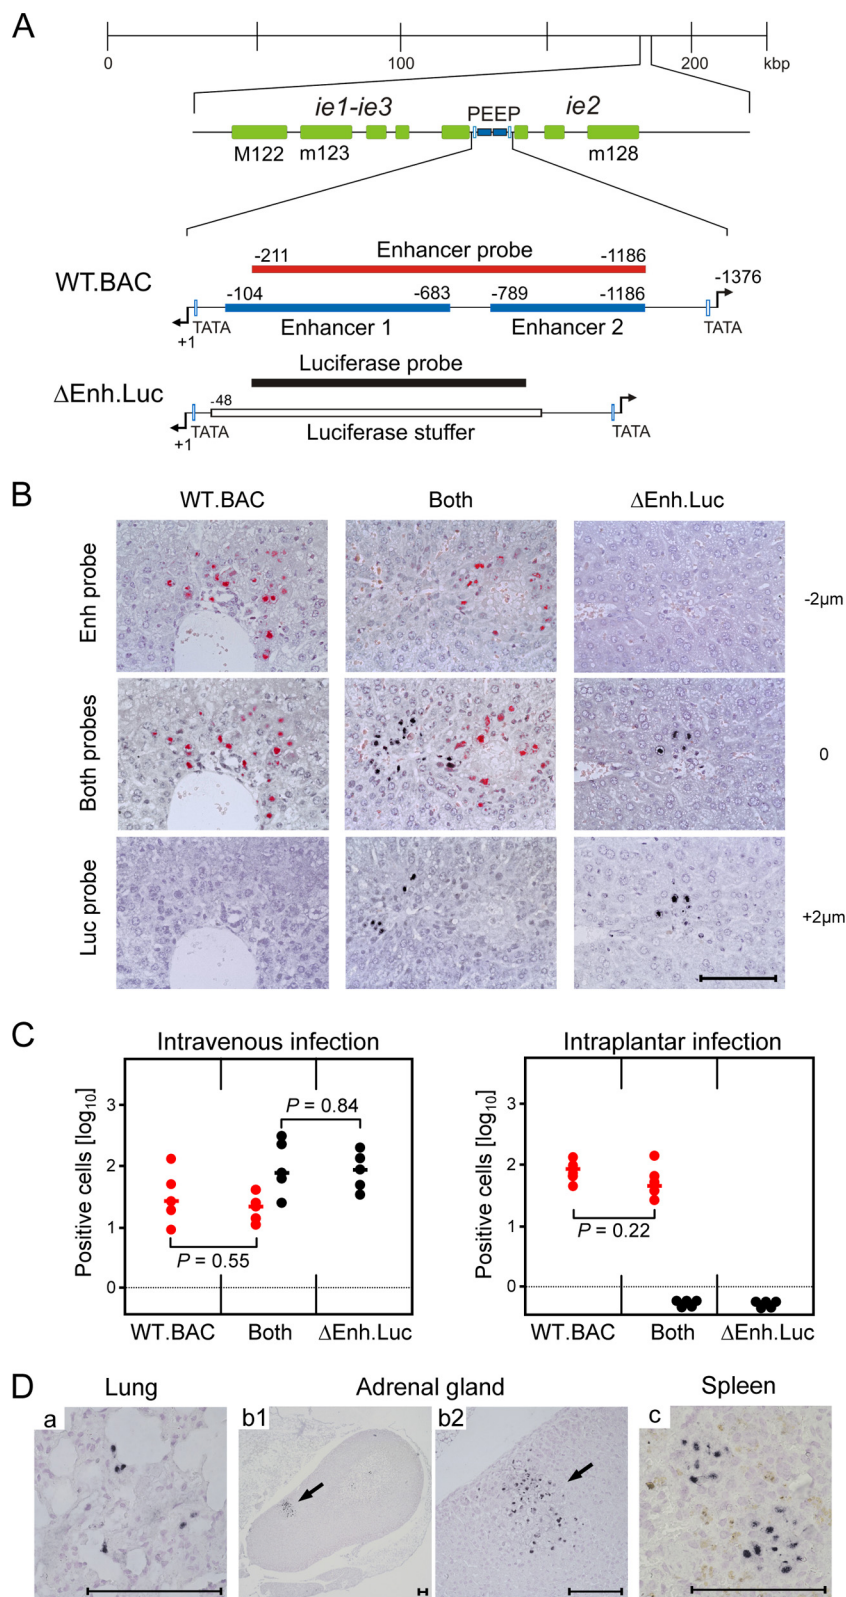 A
0 100 200 kbp
ie1-ie3 PEEP ie2
M122 m123 m128
-211 Enhancer probe -1186
WT.BAC
-1376
-104 -683 -789 -1186
TATA Enhancer 1 Enhancer 2 TATA
+1
Luciferase probe
ΔEnh.Luc
-48
TATA Luciferase stuffer TATA
+1
B
WT.BAC Both ΔEnh.Luc
Enh probe
-2µm
Both probes
0
Luc probe
+2µm
C
Intravenous infection
Positive cells [log10]
3
2
1
0
P = 0.84
P = 0.55
WT.BAC Both ΔEnh.Luc
Intraplantar infection
Positive cells [log10]
3
2
1
0
P = 0.22
WT.BAC Both ΔEnh.Luc
D
Lung Adrenal gland Spleen
a b1 b2 c